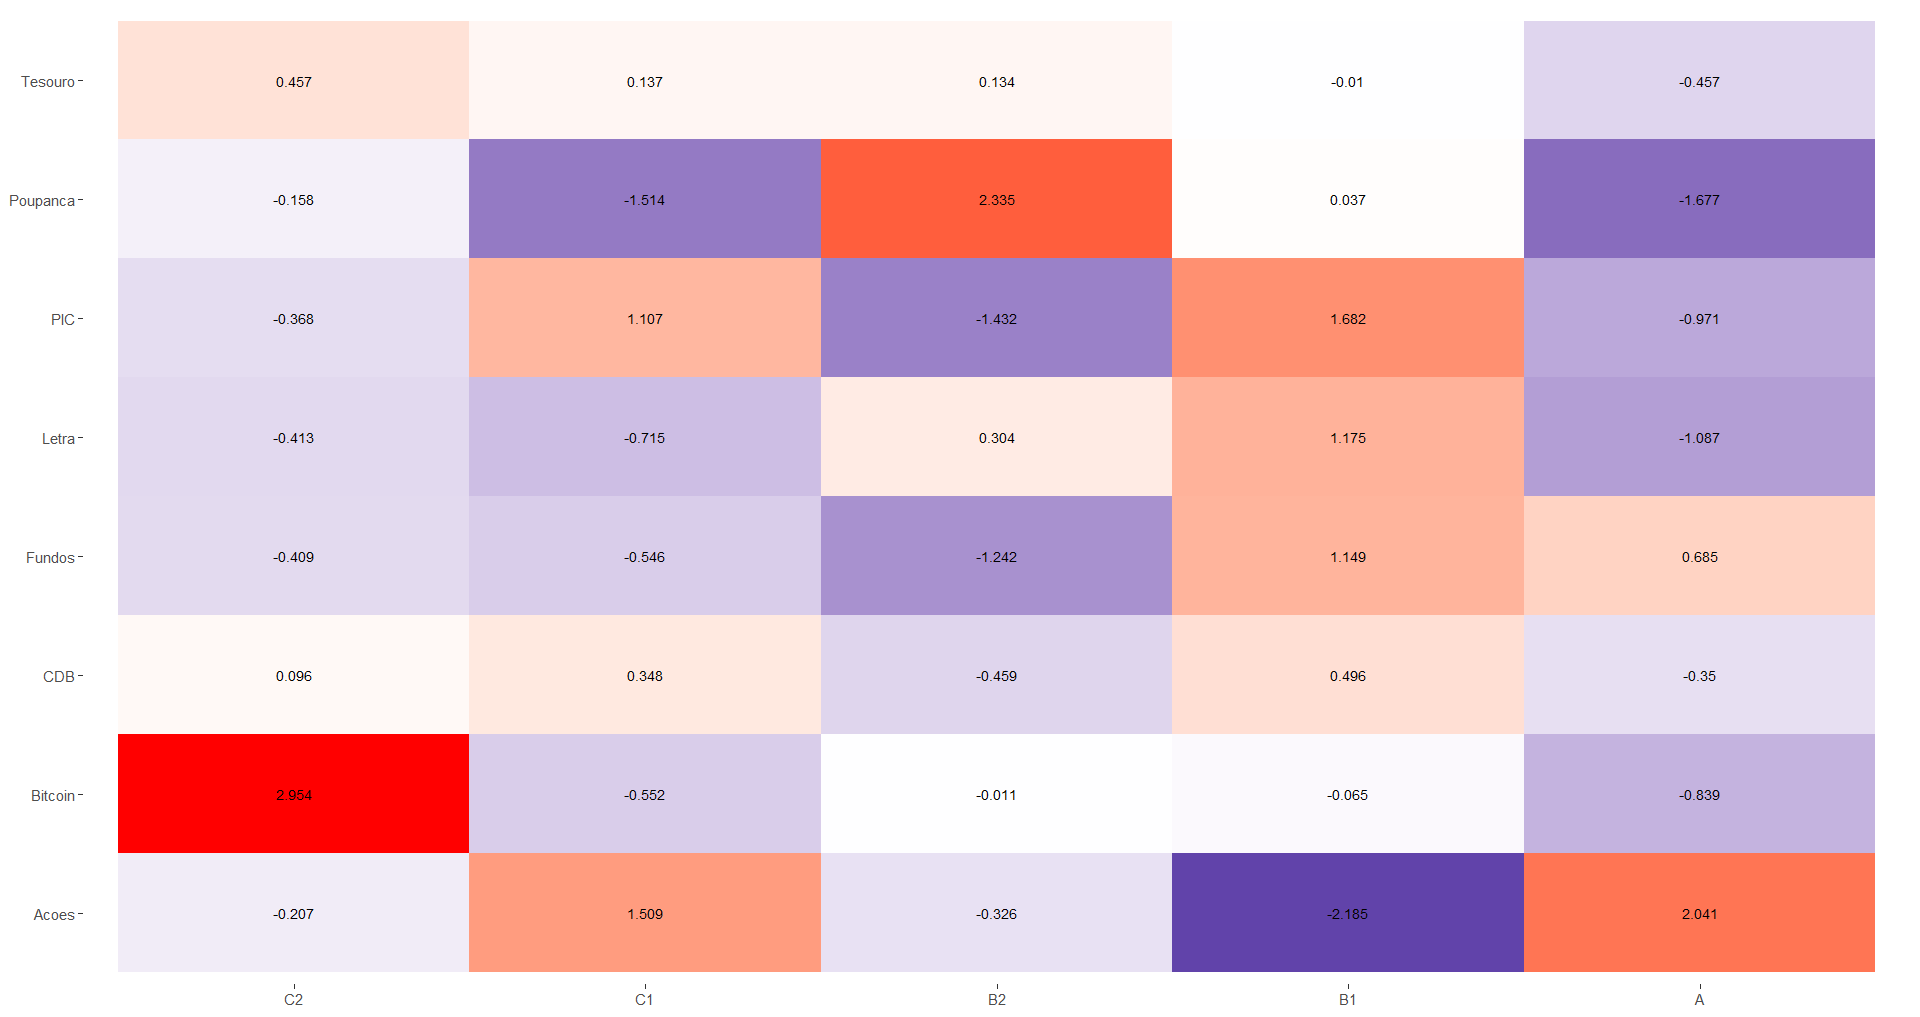 Tesouro 0.457 0.137 0.134 -0.01 -0.457
Poupanca -0.158 -1.514 2.335 0.037 -1.677
PIC -0.368 1.107 -1.432 1.682 -0.971
Letra -0.413 -0.715 0.304 1.175 -1.087
Fundos -0.409 -0.546 -1.242 1.149 0.685
CDB 0.096 0.348 -0.459 0.496 -0.35
Bitcoin 2.954 -0.552 -0.011 -0.065 -0.839
Acoes -0.207 1.509 -0.326 -2.185 2.041
C2 C1 B2 B1 A